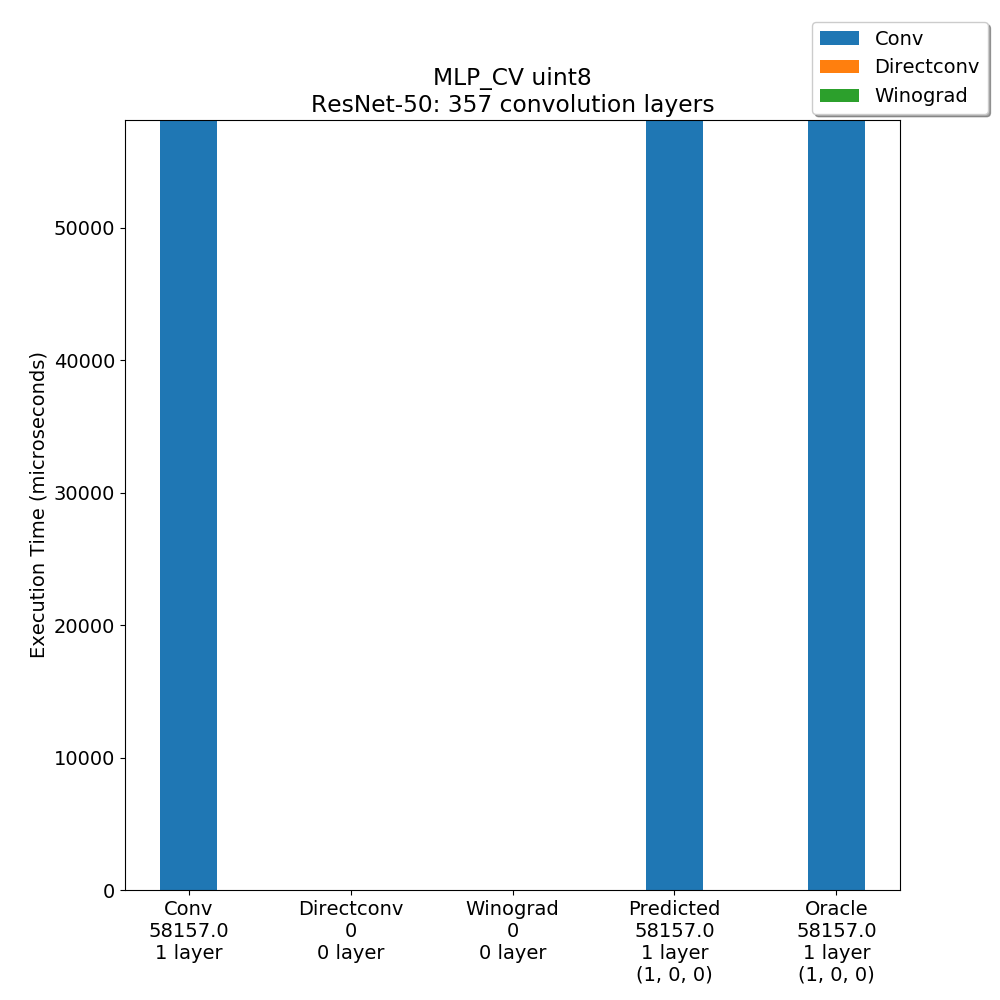 Conv
Directconv
Winograd
MLP_CV uint8
ResNet-50: 357 convolution layers
Execution Time (microseconds)
50000
40000
30000
20000
10000
0
Conv
58157.0
1 layer
Directconv
0
0 layer
Winograd
0
0 layer
Predicted
58157.0
1 layer
(1, 0, 0)
Oracle
58157.0
1 layer
(1, 0, 0)